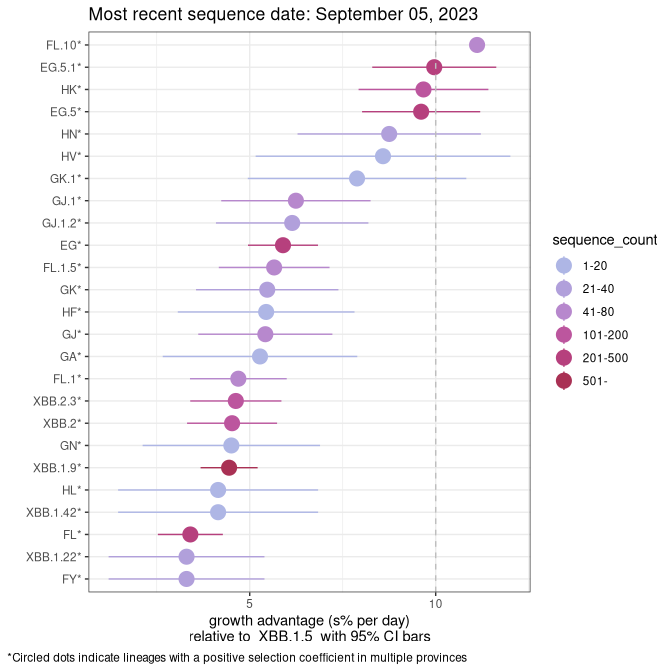 Most recent sequence date: September 05, 2023
FL.10*
EG.5.1*
HK*
EG.5*
HN*
HV*
GK.1*
GJ.1*
GJ.1.2*
EG*
FL.1.5*
GK*
HF*
GJ*
GA*
FL.1*
XBB.2.3*
XBB.2*
GN*
XBB.1.9*
HL*
XBB.1.42*
FL*
XBB.1.22*
FY*
5 10
growth advantage (s% per day)
relative to XBB.1.5 with 95% CI bars
*Circled dots indicate lineages with a positive selection coefficient in multiple provinces
sequence_count
1-20
21-40
41-80
101-200
201-500
501-